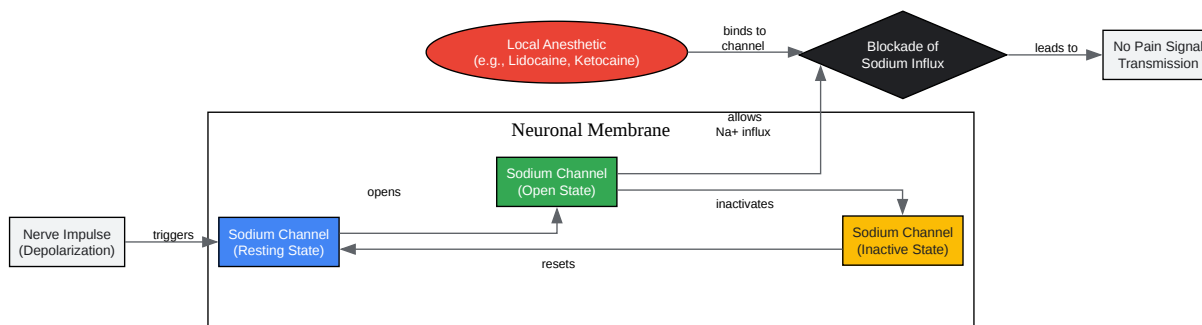 Local Anesthetic
(e.g., Lidocaine, Ketocaine)
binds to
channel
Blockade of
Sodium Influx
leads to
No Pain Signal
Transmission
Neuronal Membrane
allows
Na+ influx
Sodium Channel
(Open State)
opens
inactivates
Nerve Impulse
(Depolarization)
triggers
Sodium Channel
(Resting State)
resets
Sodium Channel
(Inactive State)